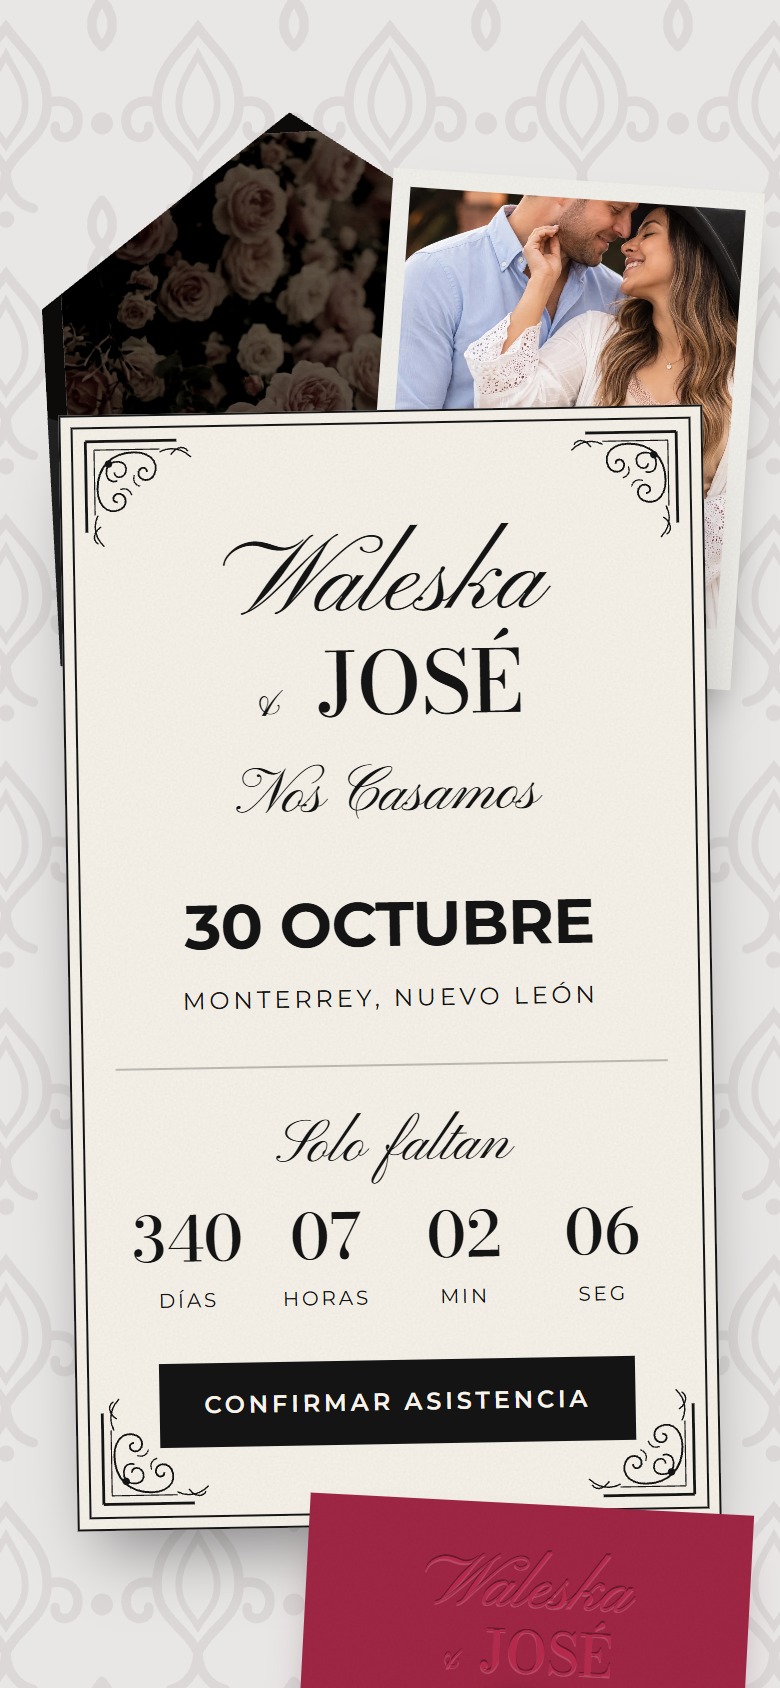 Waleska
& JOSÉ
Nos Casamos
30 OCTUBRE
MONTERREY, NUEVO LEÓN
Solo faltan
340 07 02 06
DÍAS HORAS MIN SEG
CONFIRMAR ASISTENCIA
Waleska
& JOSÉ